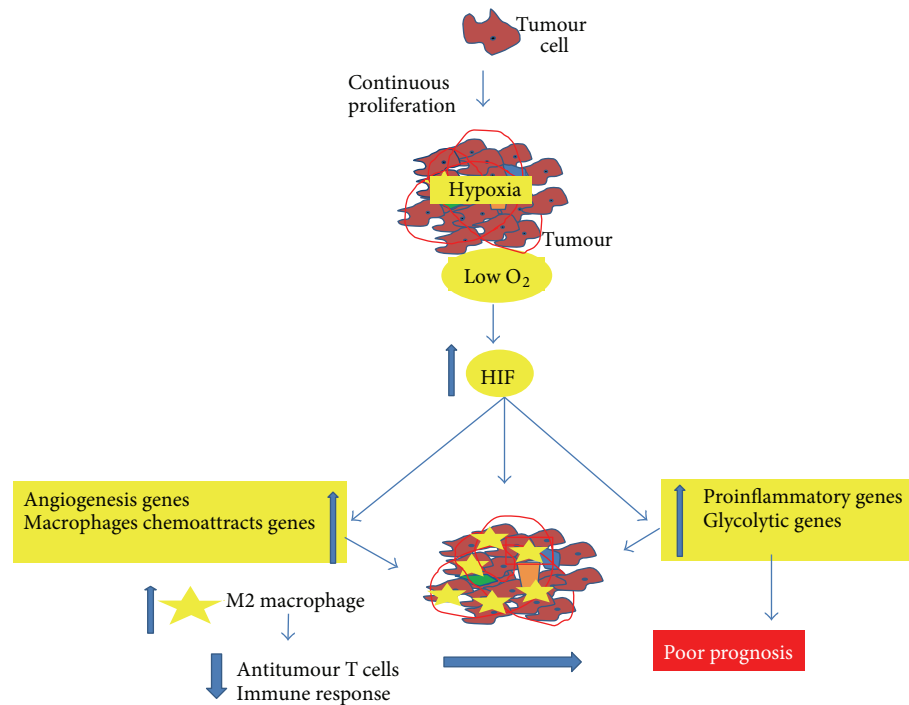 Tumour
cell
Continuous
proliferation
Hypoxia
Tumour
Low O₂
HIF
Angiogenesis genes
Macrophages chemoattracts genes
Proinflammatory genes
Glycolytic genes
M2 macrophage
Antitumour T cells
Immune response
Poor prognosis